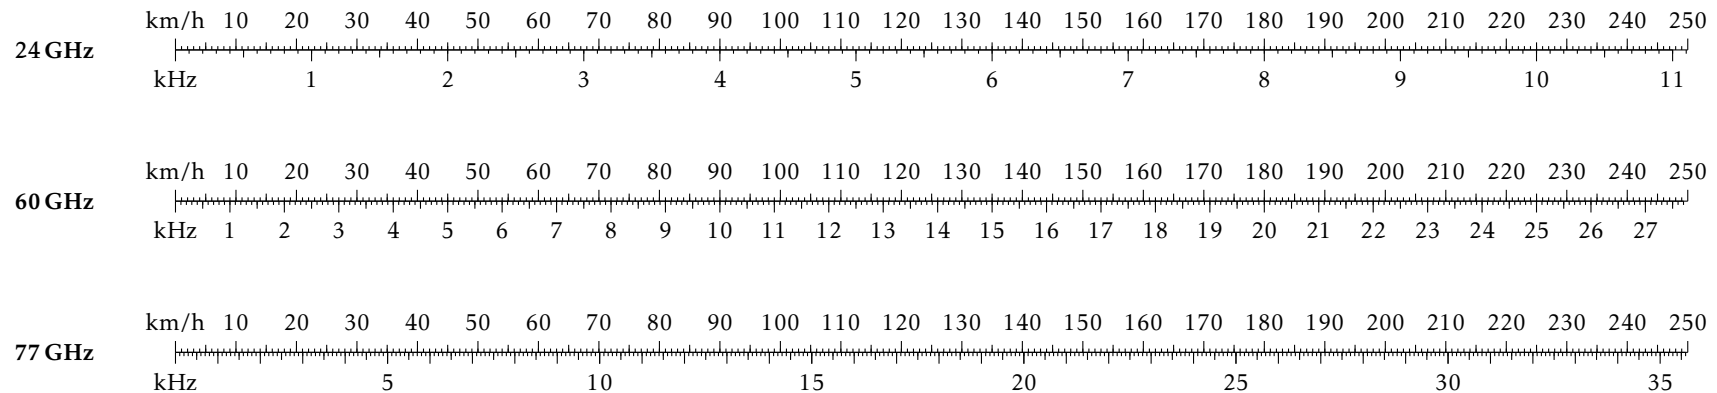 km/h 10 20 30 40 50 60 70 80 90 100 110 120 130 140 150 160 170 180 190 200 210 220 230 240 250
24 GHz
kHz 1 2 3 4 5 6 7 8 9 10 11
km/h 10 20 30 40 50 60 70 80 90 100 110 120 130 140 150 160 170 180 190 200 210 220 230 240 250
60 GHz
kHz 1 2 3 4 5 6 7 8 9 10 11 12 13 14 15 16 17 18 19 20 21 22 23 24 25 26 27
km/h 10 20 30 40 50 60 70 80 90 100 110 120 130 140 150 160 170 180 190 200 210 220 230 240 250
77 GHz
kHz 5 10 15 20 25 30 35